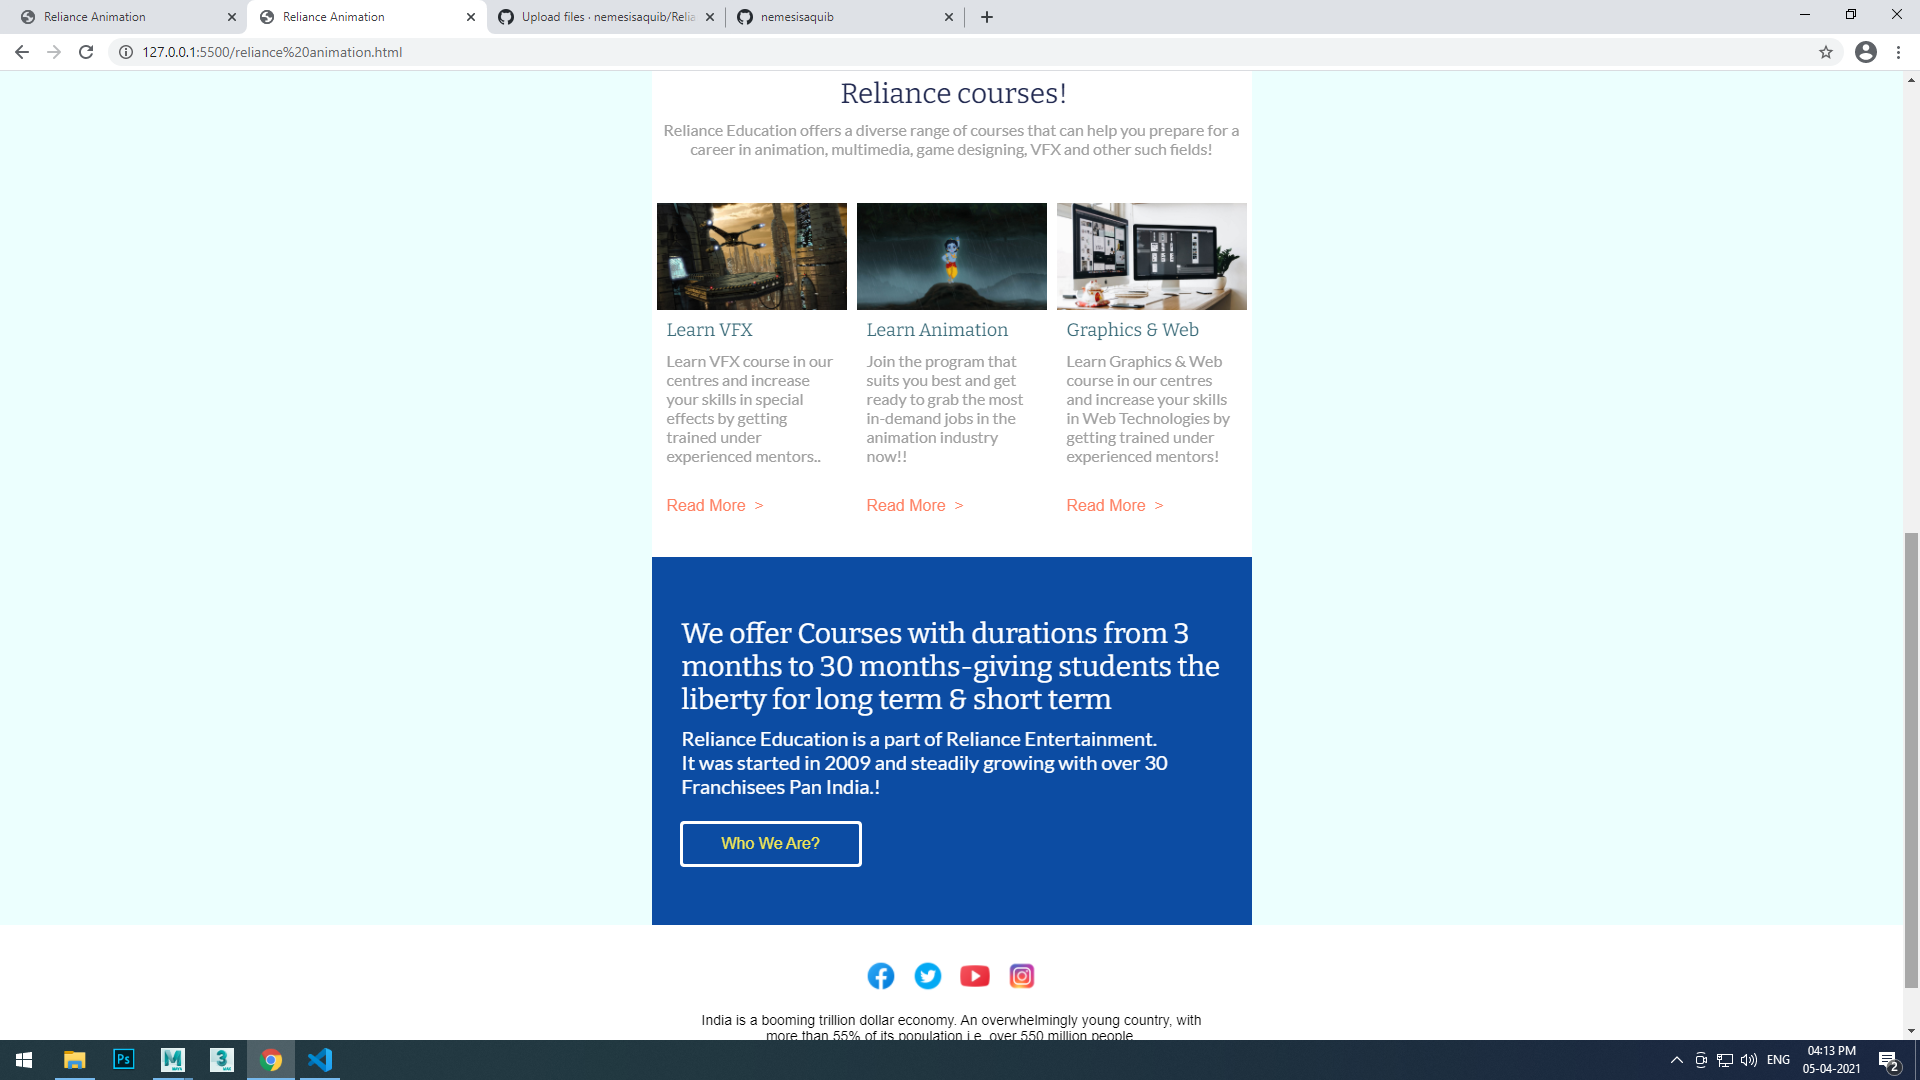 Reliance Animation
Reliance Animation
Upload files · nemesisaquib/Relia
nemesisaquib
127.0.0.1:5500/reliance%20animation.html
Reliance courses!
Reliance Education offers a diverse range of courses that can help you prepare for a
career in animation, multimedia, game designing, VFX and other such fields!
Learn VFX
Learn VFX course in our
centres and increase
your skills in special
effects by getting
trained under
experienced mentors..
Read More >
Learn Animation
Join the program that
suits you best and get
ready to grab the most
in-demand jobs in the
animation industry
now!!
Read More >
Graphics & Web
Learn Graphics & Web
course in our centres
and increase your skills
in Web Technologies by
getting trained under
experienced mentors!
Read More >
We offer Courses with durations from 3
months to 30 months-giving students the
liberty for long term & short term
Reliance Education is a part of Reliance Entertainment.
It was started in 2009 and steadily growing with over 30
Franchisees Pan India.!
Who We Are?
India is a booming trillion dollar economy. An overwhelmingly young country, with
more than 55% of its population i.e. over 550 million people
Ps
M
3
ENG
04:13 PM
05-04-2021
2